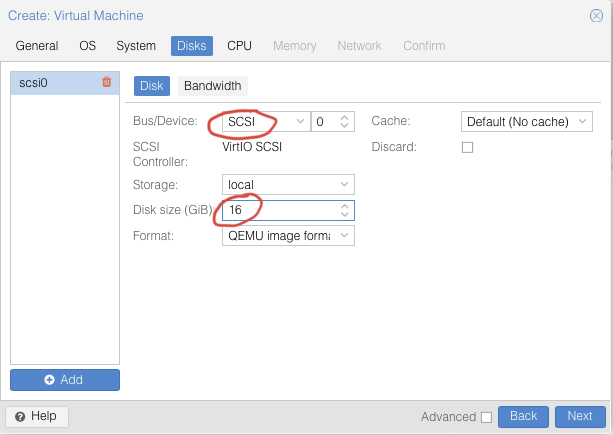 Create: Virtual Machine
General OS System Disks CPU Memory Network Confirm
scsi0
Disk Bandwidth
Bus/Device: SCSI 0 Cache: Default (No cache)
SCSI Controller: VirtIO SCSI Discard:
Storage: local
Disk size (GiB): 16
Format: QEMU image forma
Add
Help Advanced Back Next